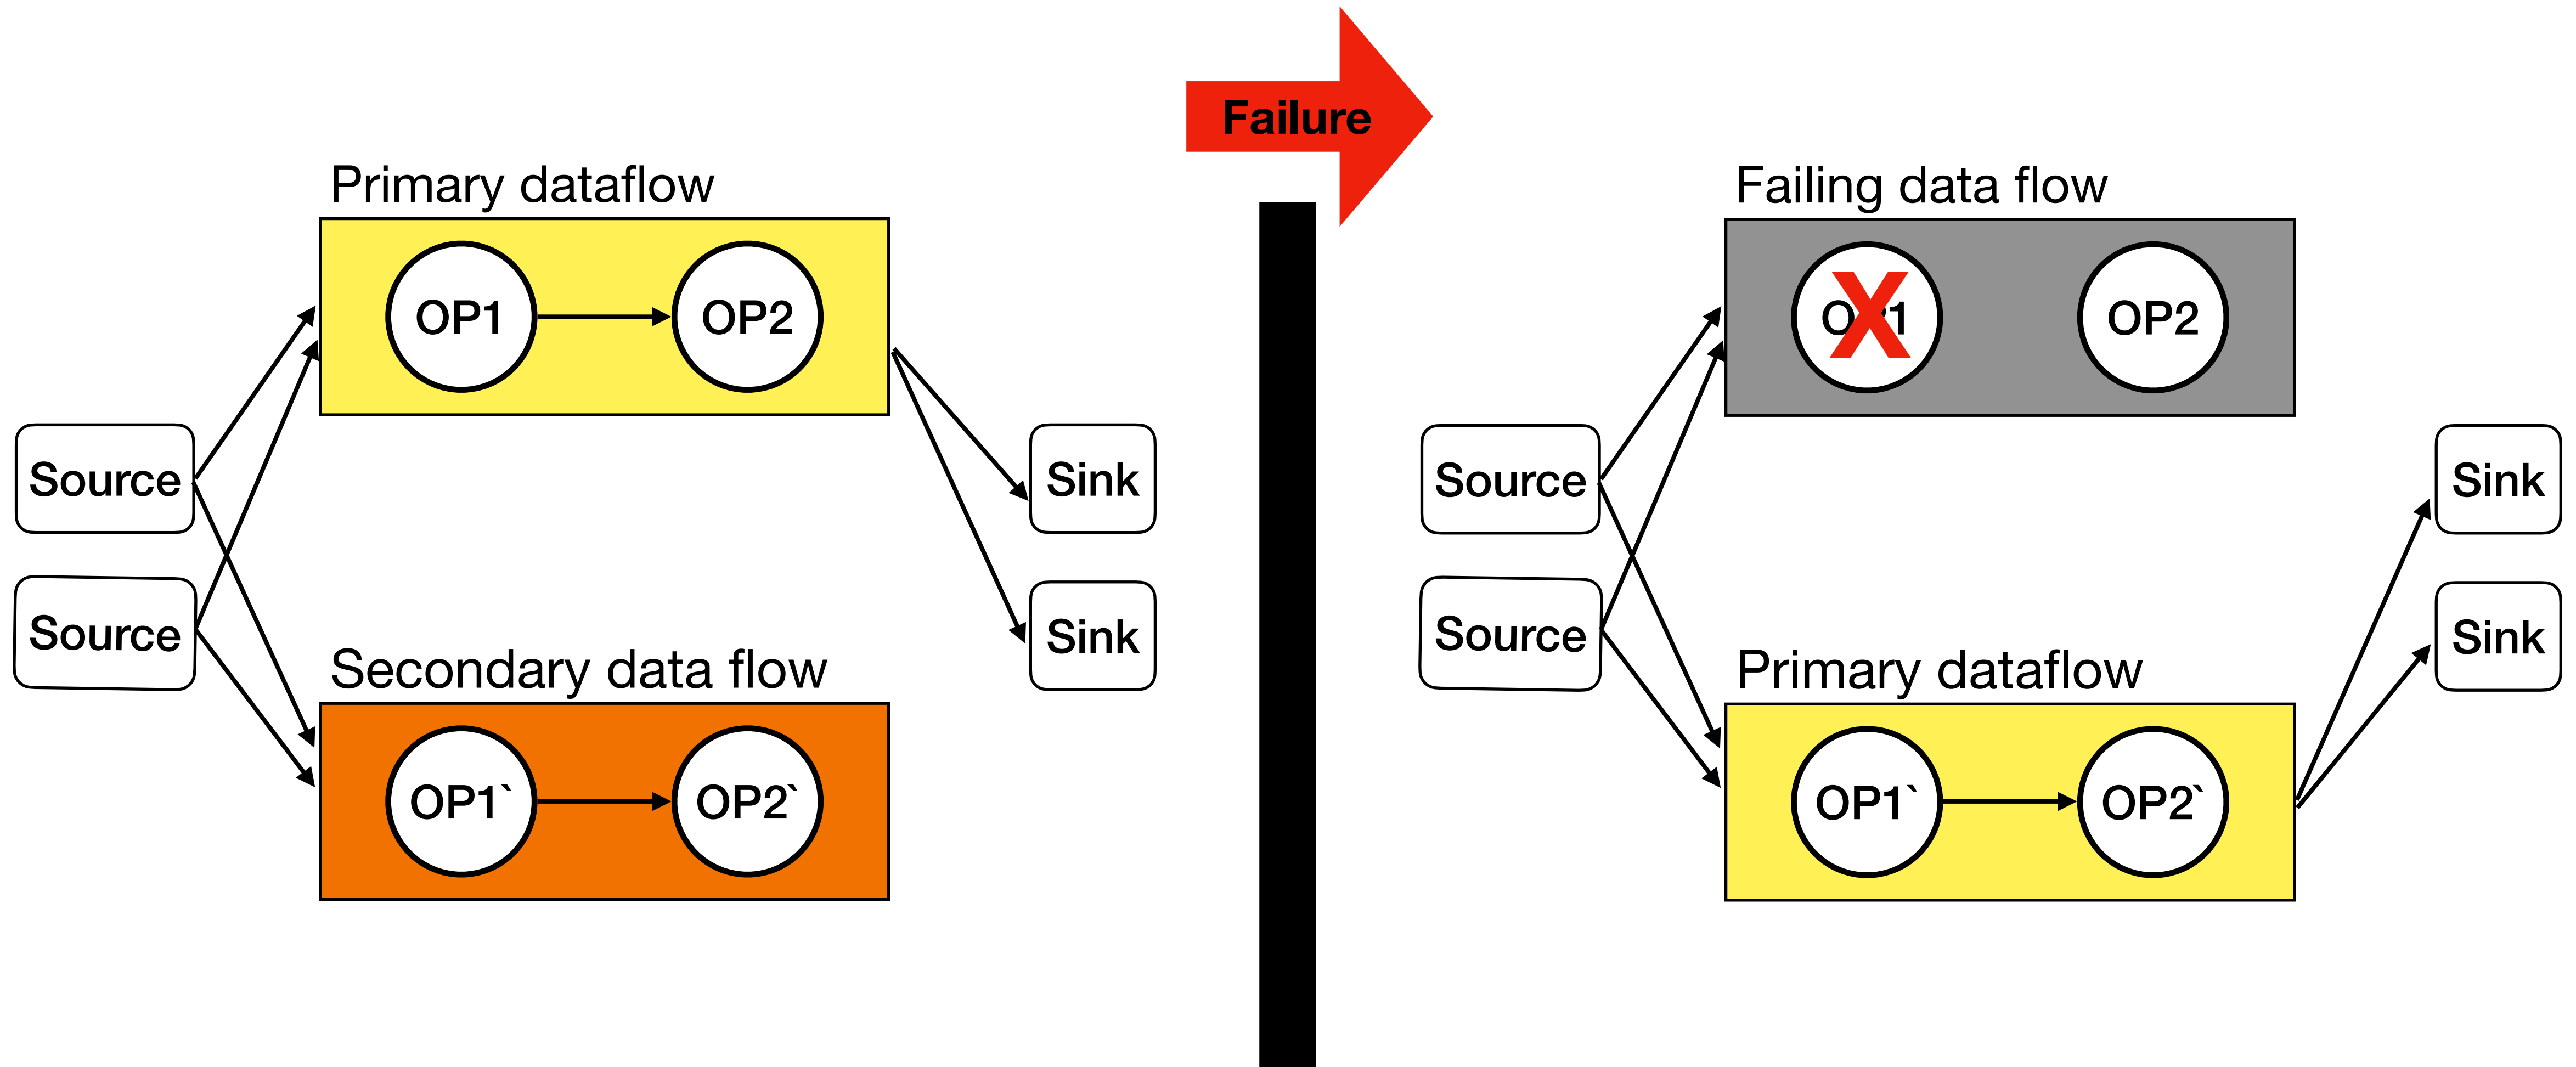 Failure
Primary dataflow
OP1
OP2
Source
Source
Sink
Sink
Secondary data flow
OP1`
OP2`
Failing data flow
OP1
X
OP2
Source
Source
Sink
Sink
Primary dataflow
OP1`
OP2`